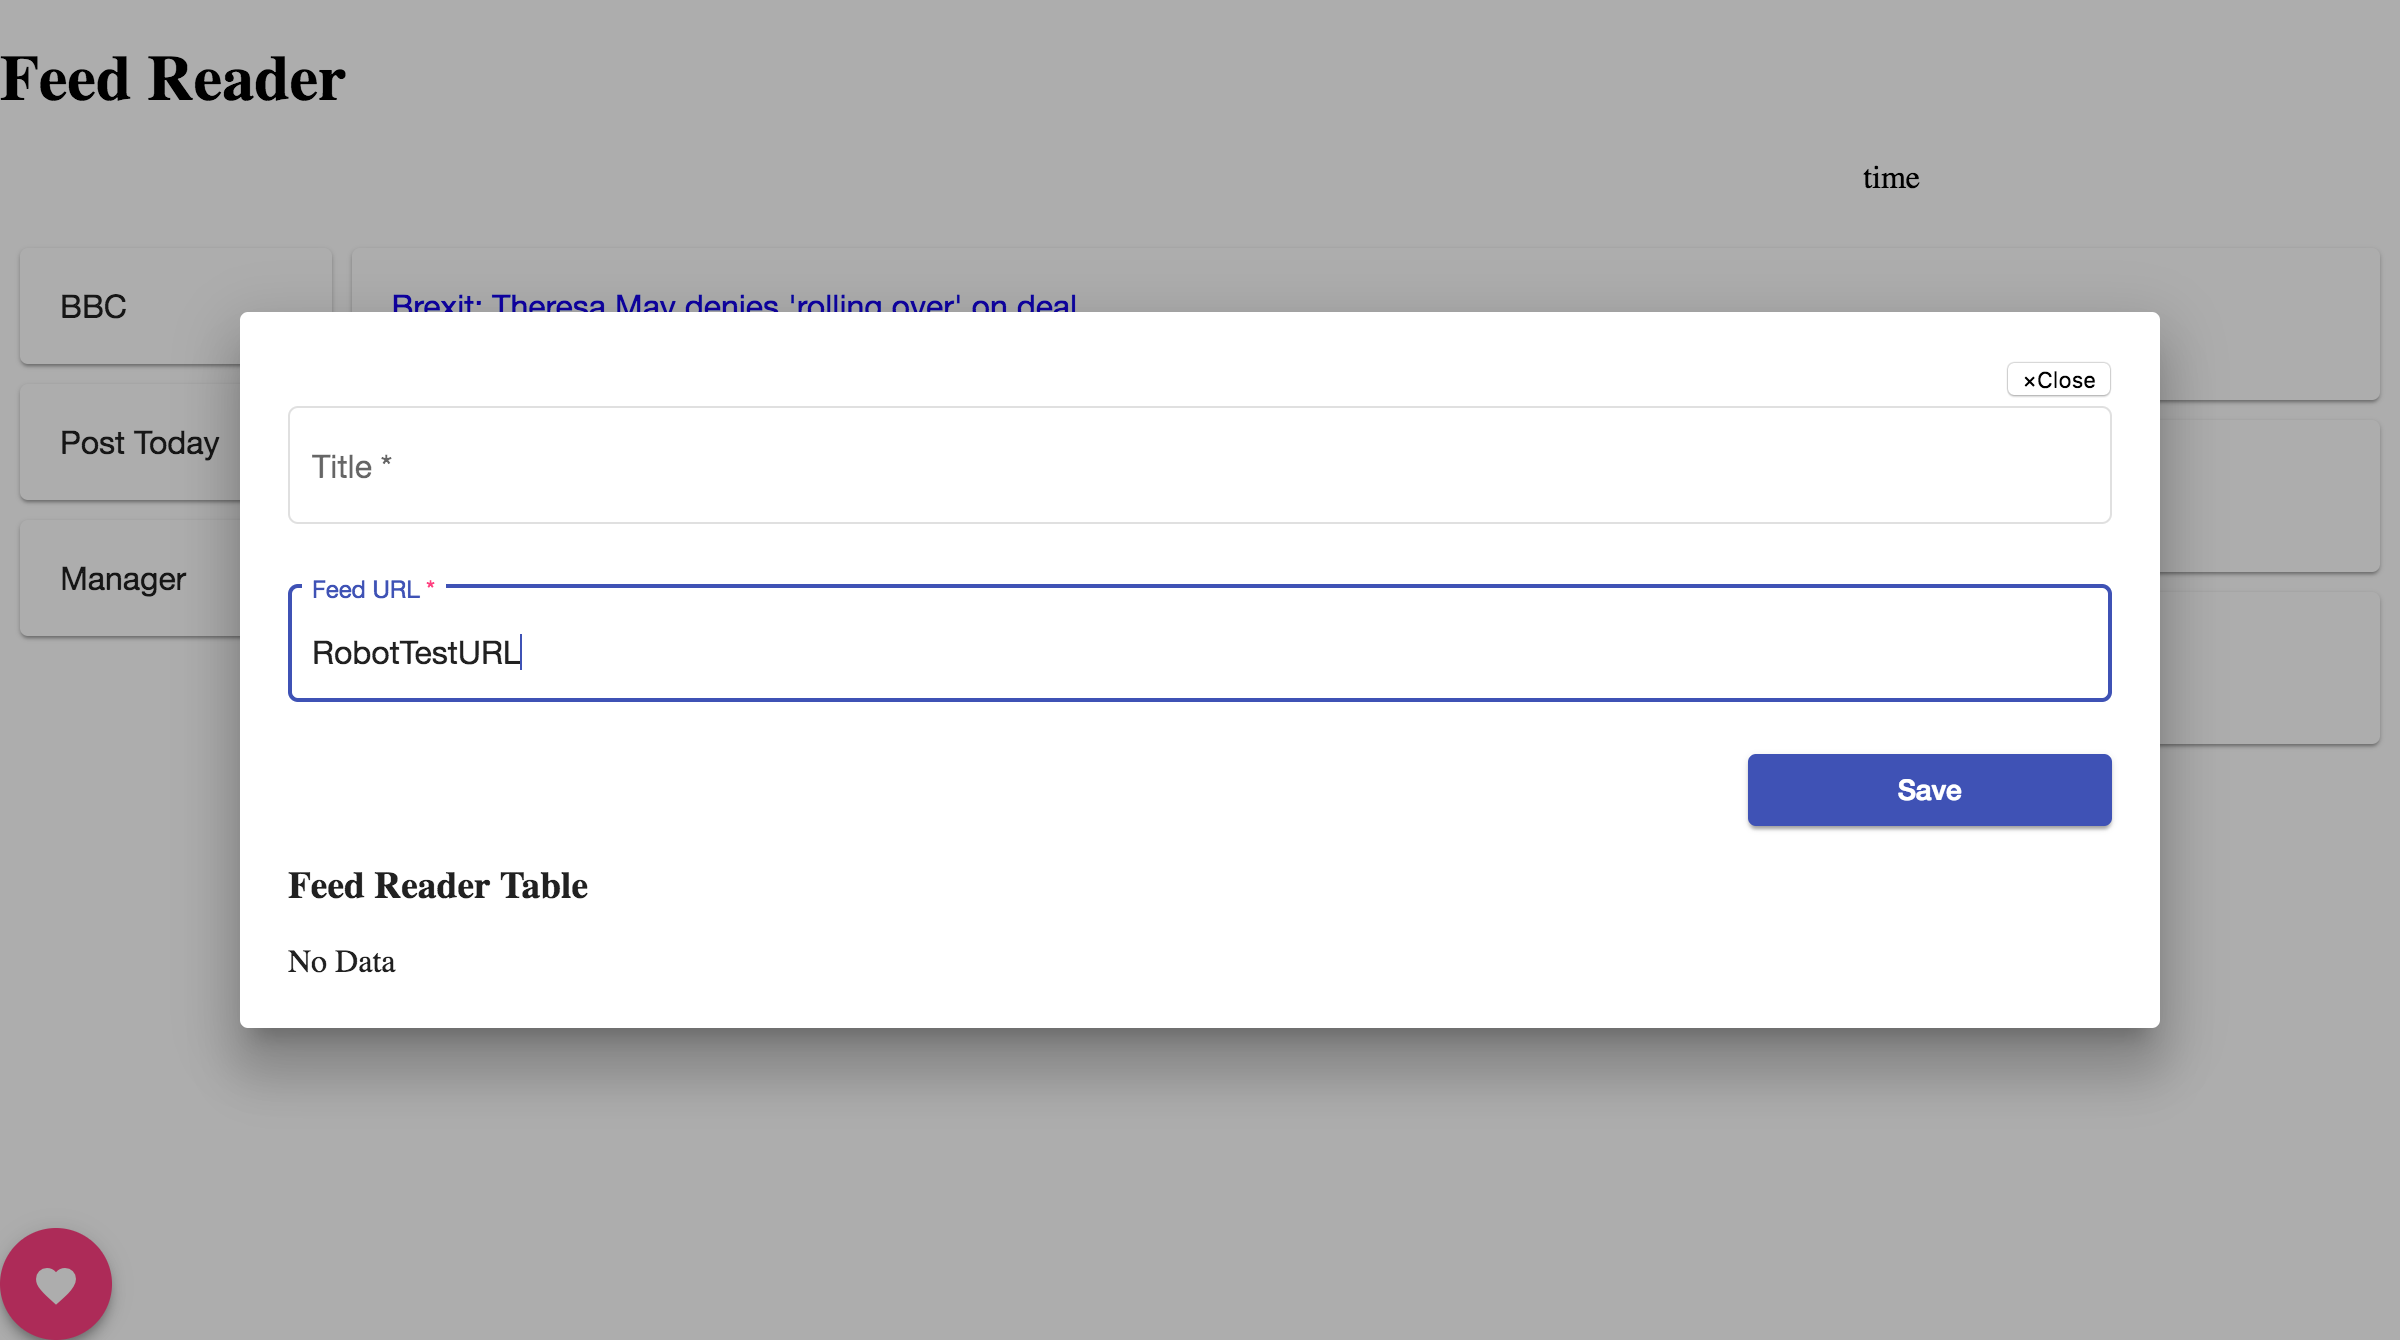 Feed Reader
time
BBC
Brexit: Theresa May denies 'rolling over' on deal
×Close
Post Today
Title *
Manager
Feed URL *
RobotTestURL
Save
Feed Reader Table
No Data